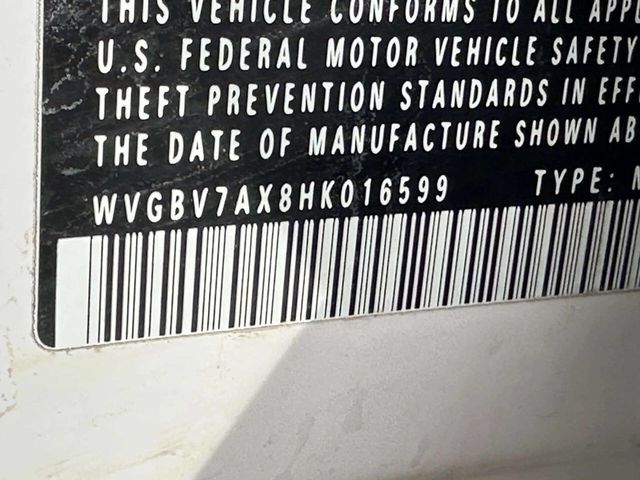 THIS VEHICLE CONFORMS TO ALL
U.S. FEDERAL MOTOR VEHICLE SAFETY
THEFT PREVENTION STANDARDS IN EFF
THE DATE OF MANUFACTURE SHOWN AB
WVGBV7AX8HK016599 TYPE: